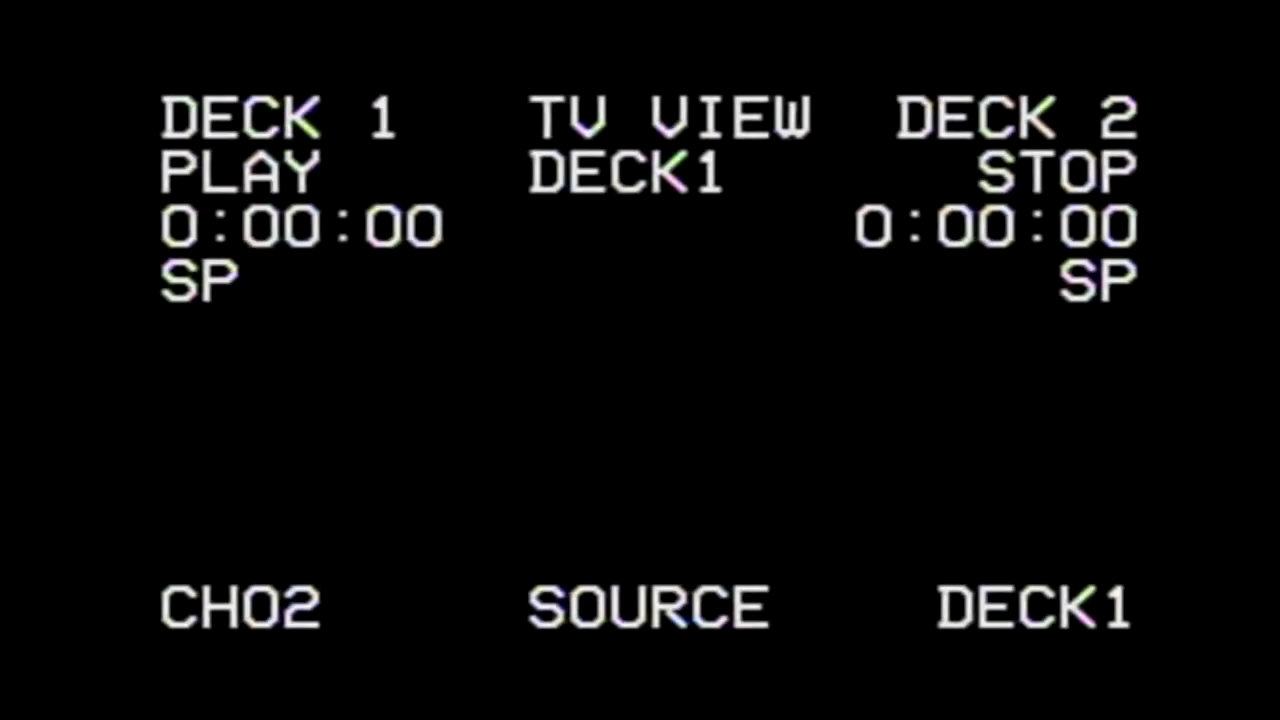 DECK 1 TV VIEW DECK 2
PLAY DECK1 STOP
0:00:00 0:00:00
SP SP
CH02 SOURCE DECK1